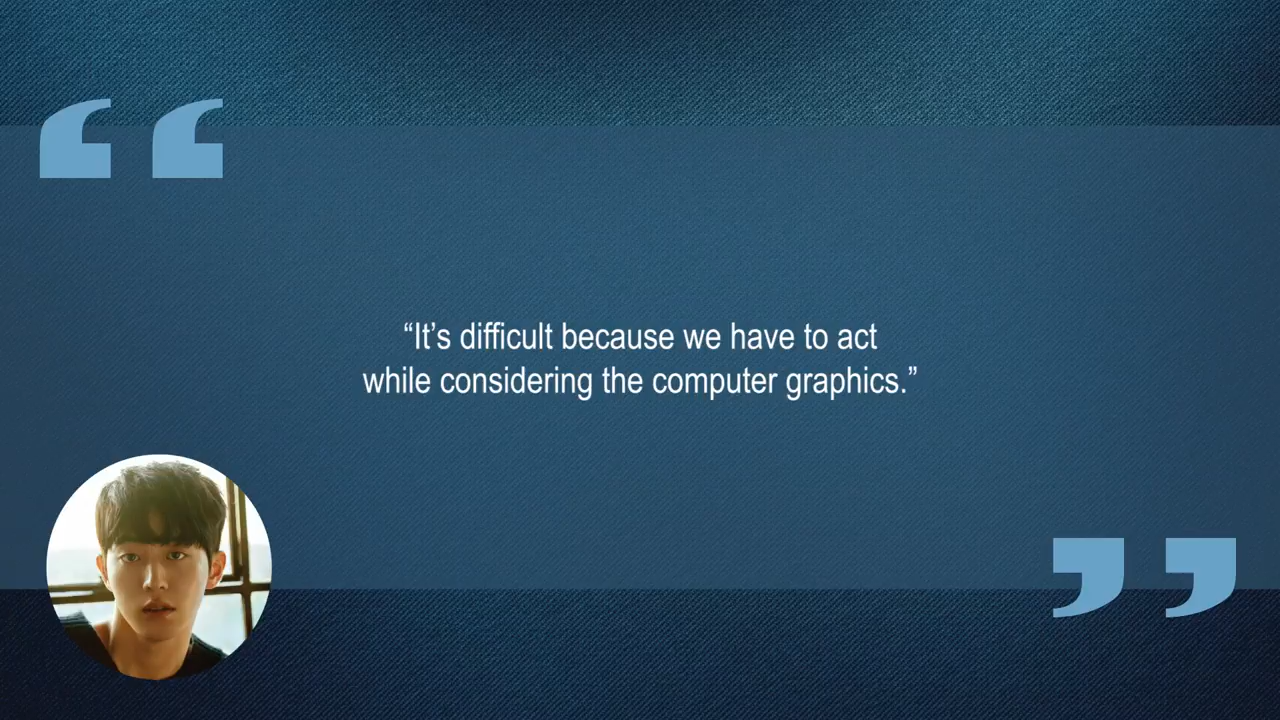 “It’s difficult because we have to act
while considering the computer graphics.”